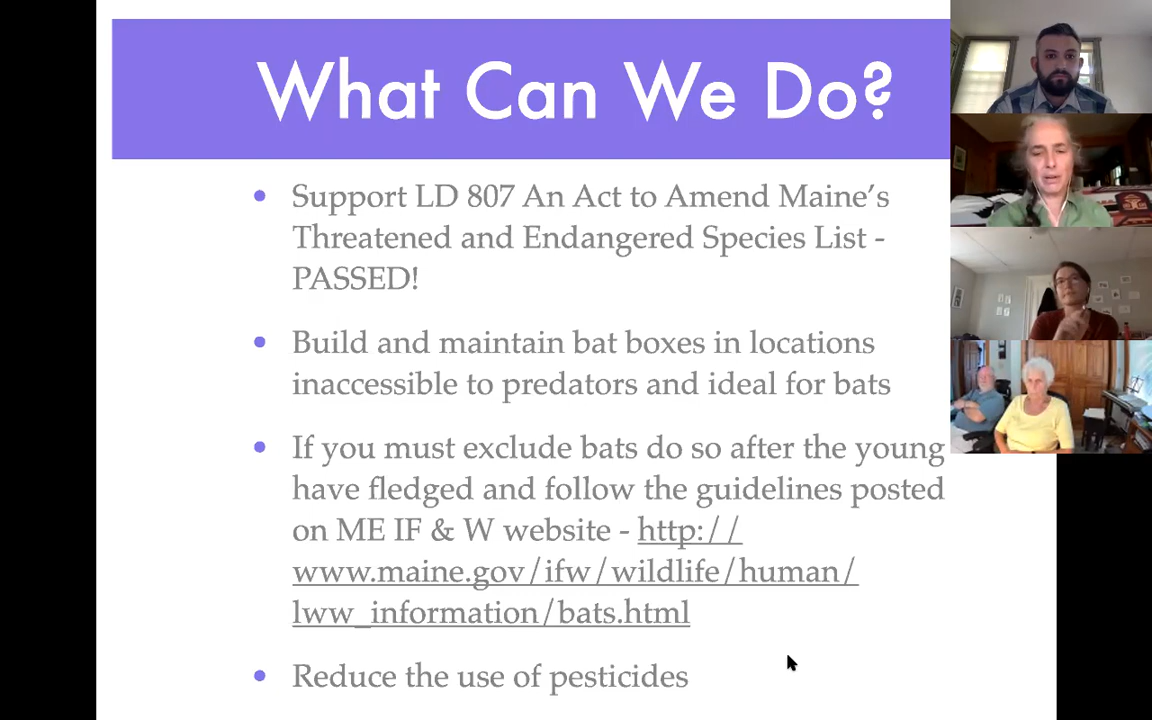 What Can We Do?
• Support LD 807 An Act to Amend Maine’s
Threatened and Endangered Species List -
PASSED!
• Build and maintain bat boxes in locations
inaccessible to predators and ideal for bats
• If you must exclude bats do so after the young
have fledged and follow the guidelines posted
on ME IF & W website - http://
www.maine.gov/ifw/wildlife/human/
lww_information/bats.html
• Reduce the use of pesticides